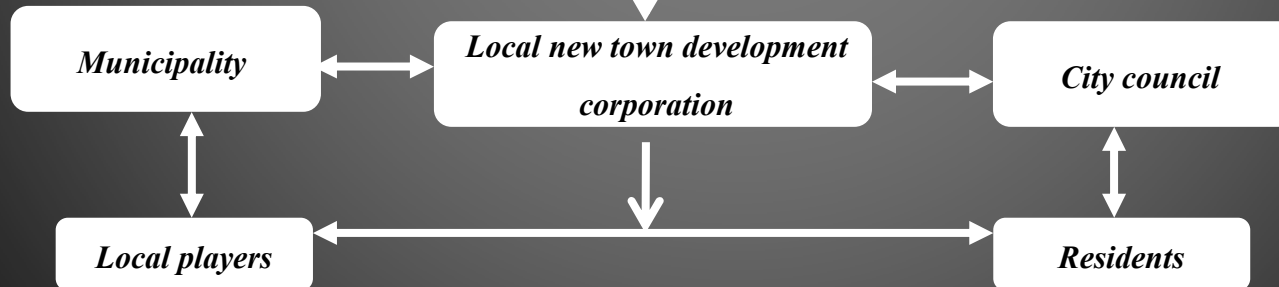 Municipality
Local new town development
corporation
City council
Local players
Residents